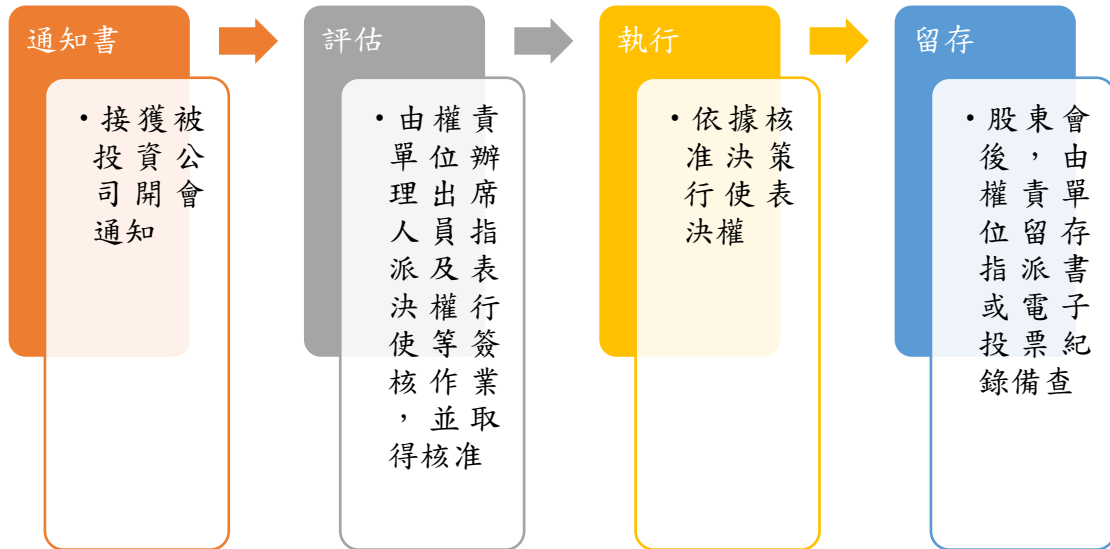 通知書
・接獲被
投資公
司開會
通知
評估
・由權責
單位辦
理出席
人員指
派及表
決權行
使等簽
核作業
，並取
得核准
執行
・依據核
准決策
行使表
決權
留存
・股東會
後，由
權責單
位留存
指派書
或電子
投票紀
錄備查